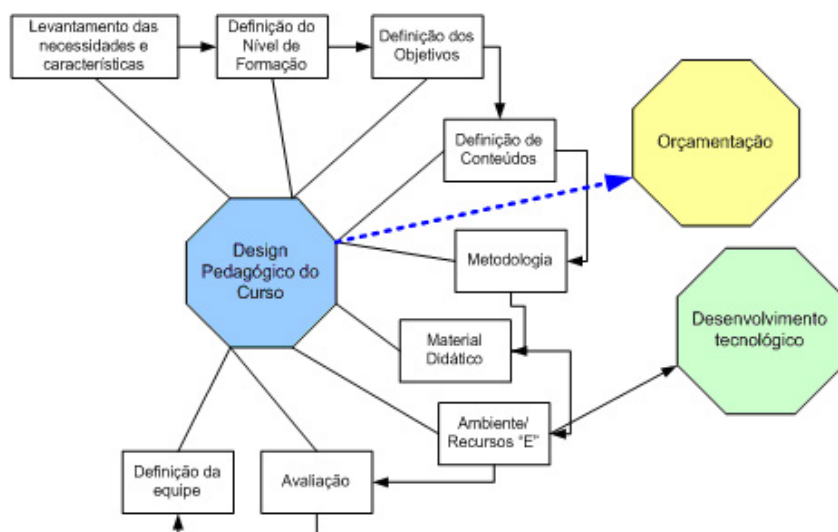 Levantamento das
necessidades e
características
Definição do
Nível de
Formação
Definição dos
Objetivos
Definição de
Conteúdos
Orçamentação
Design
Pedagógico do
Curso
Metodologia
Material
Didático
Desenvolvimento
tecnológico
Ambiente/
Recursos "E"
Definição da
equipe
Avaliação